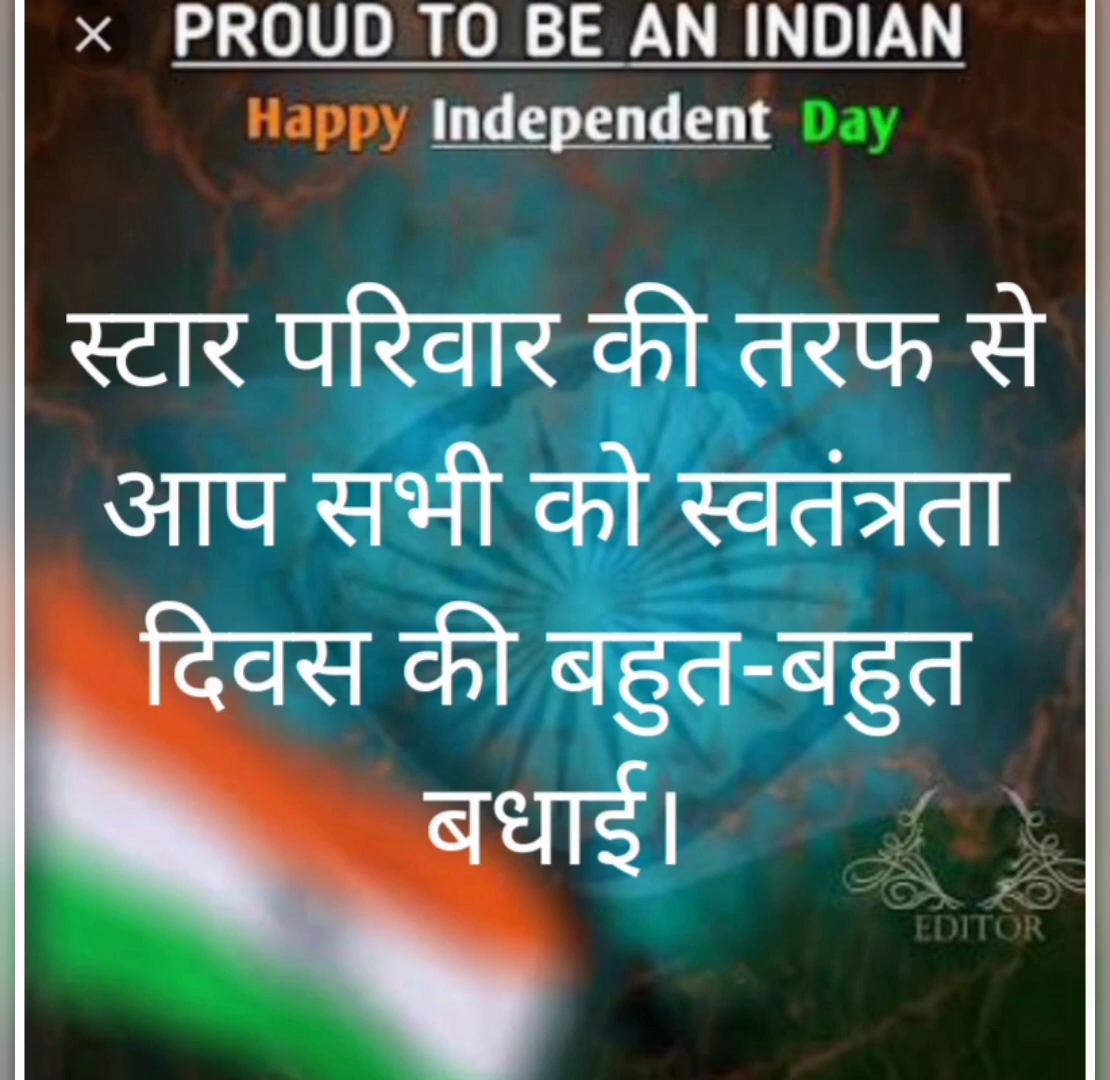 PROUD TO BE AN INDIAN
Happy Independent Day
स्टार परिवार की तरफ से
आप सभी को स्वतंत्रता
दिवस की बहुत-बहुत
बधाई।
EDITOR